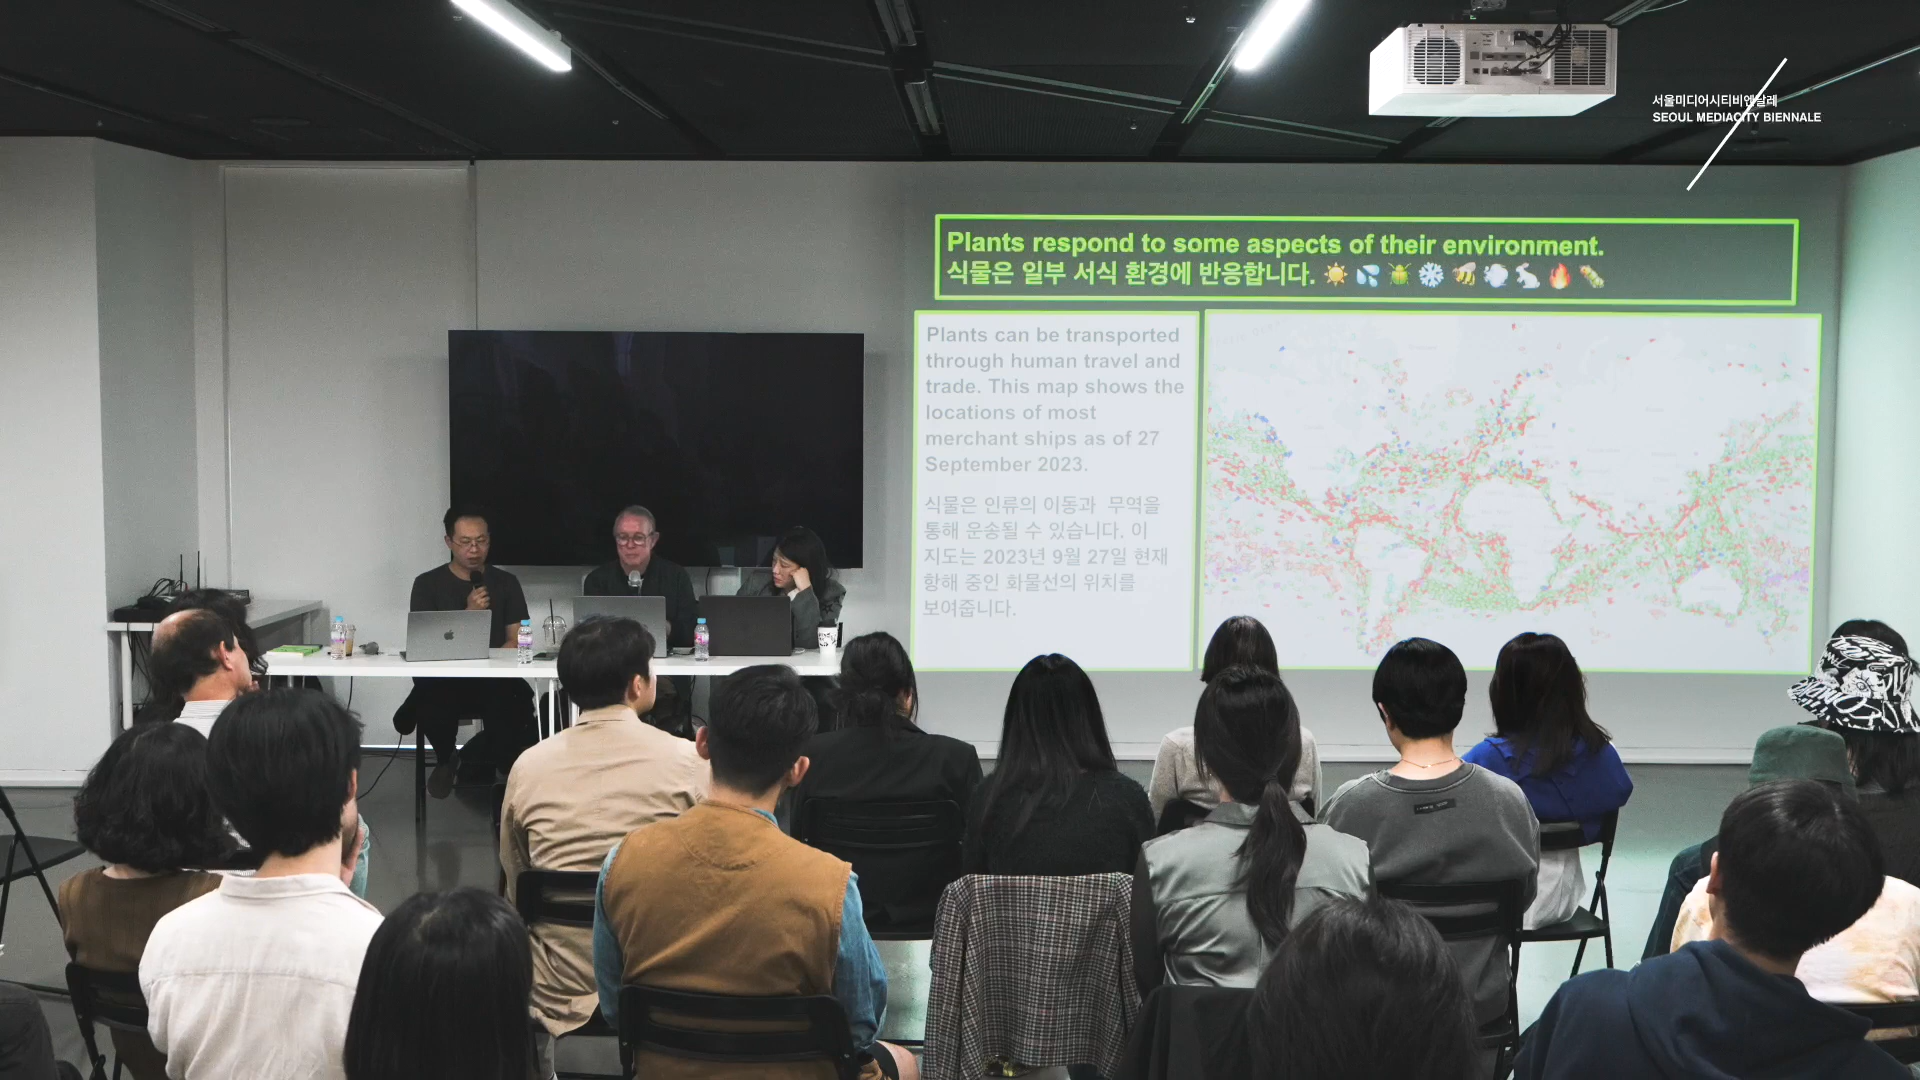 서울미디어시티비엔날레
SEOUL MEDIACITY BIENNALE
Plants respond to some aspects of their environment.
식물은 일부 서식 환경에 반응합니다. ☀️💦🪲❄️🐝💨🐇🔥🐛
Plants can be transported
through human travel and
trade. This map shows the
locations of most
merchant ships as of 27
September 2023.
식물은 인류의 이동과 무역을
통해 운송될 수 있습니다. 이
지도는 2023년 9월 27일 현재
항해 중인 화물선의 위치를
보여줍니다.